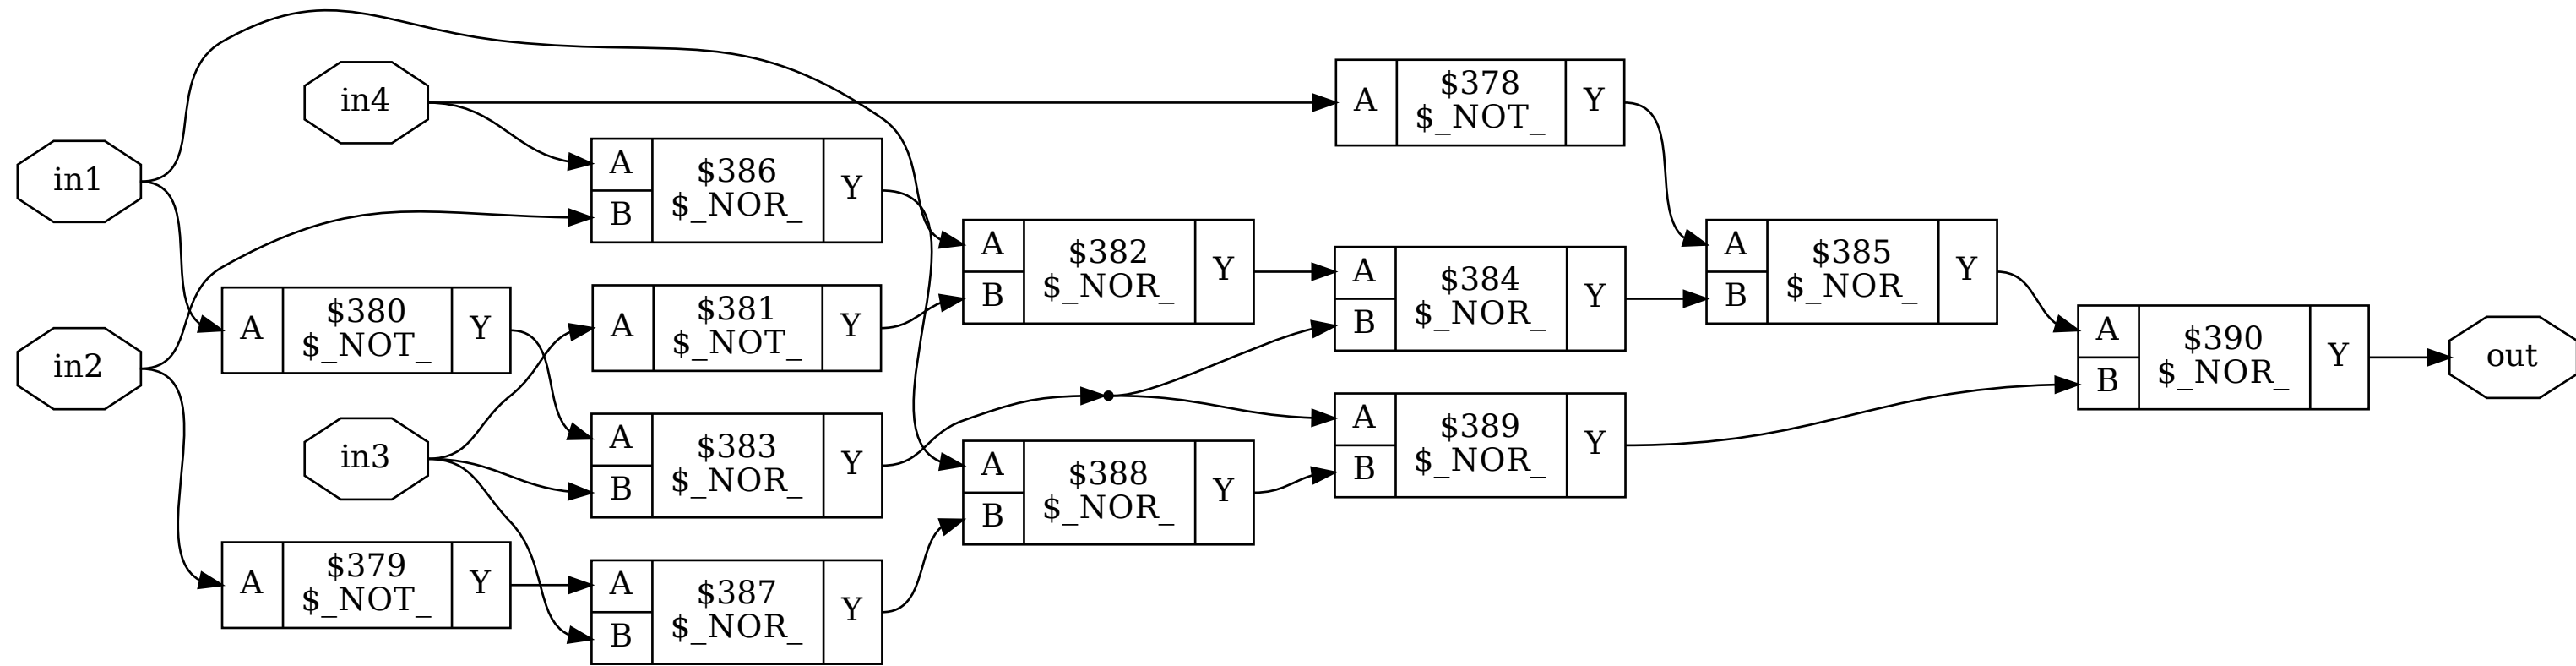 in1
in2
in4
in3
A $380 $_NOT_ Y
A $379 $_NOT_ Y
A B $386 $_NOR_ Y
A $381 $_NOT_ Y
A B $383 $_NOR_ Y
A B $387 $_NOR_ Y
A B $382 $_NOR_ Y
A B $388 $_NOR_ Y
A $378 $_NOT_ Y
A B $384 $_NOR_ Y
A B $389 $_NOR_ Y
A B $385 $_NOR_ Y
A B $390 $_NOR_ Y
out